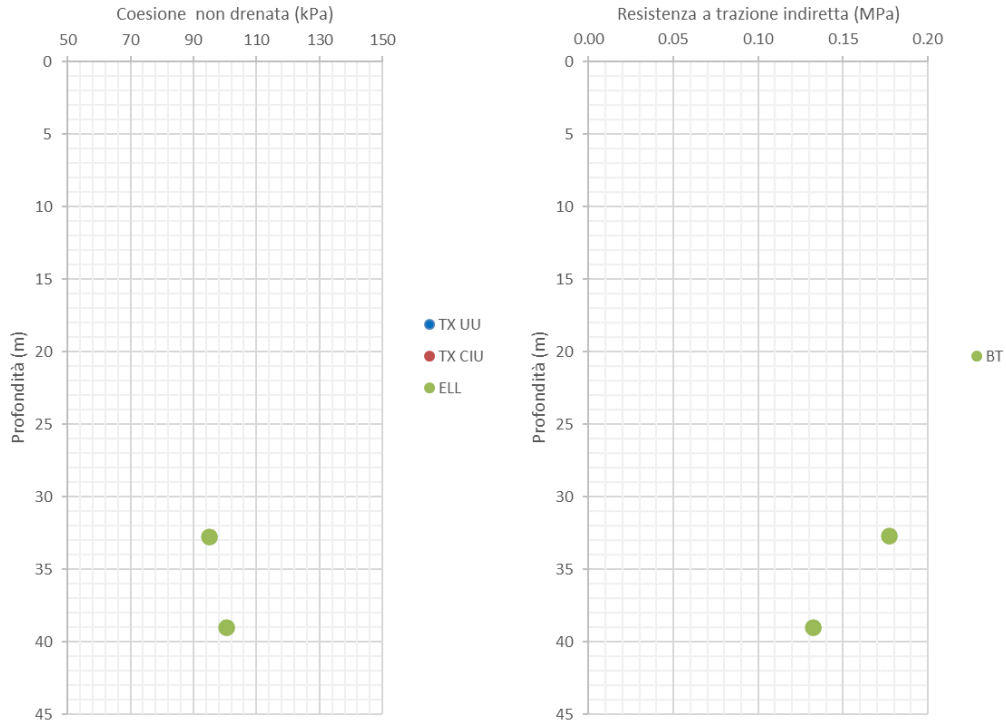 Coesione non drenata (kPa)
50 70 90 110 130 150
0
5
10
15
20
25
30
35
40
45
Profondità (m)
TX UU
TX CIU
ELL
Resistenza a trazione indiretta (MPa)
0.00 0.05 0.10 0.15 0.20
0
5
10
15
20
25
30
35
40
45
Profondità (m)
BT